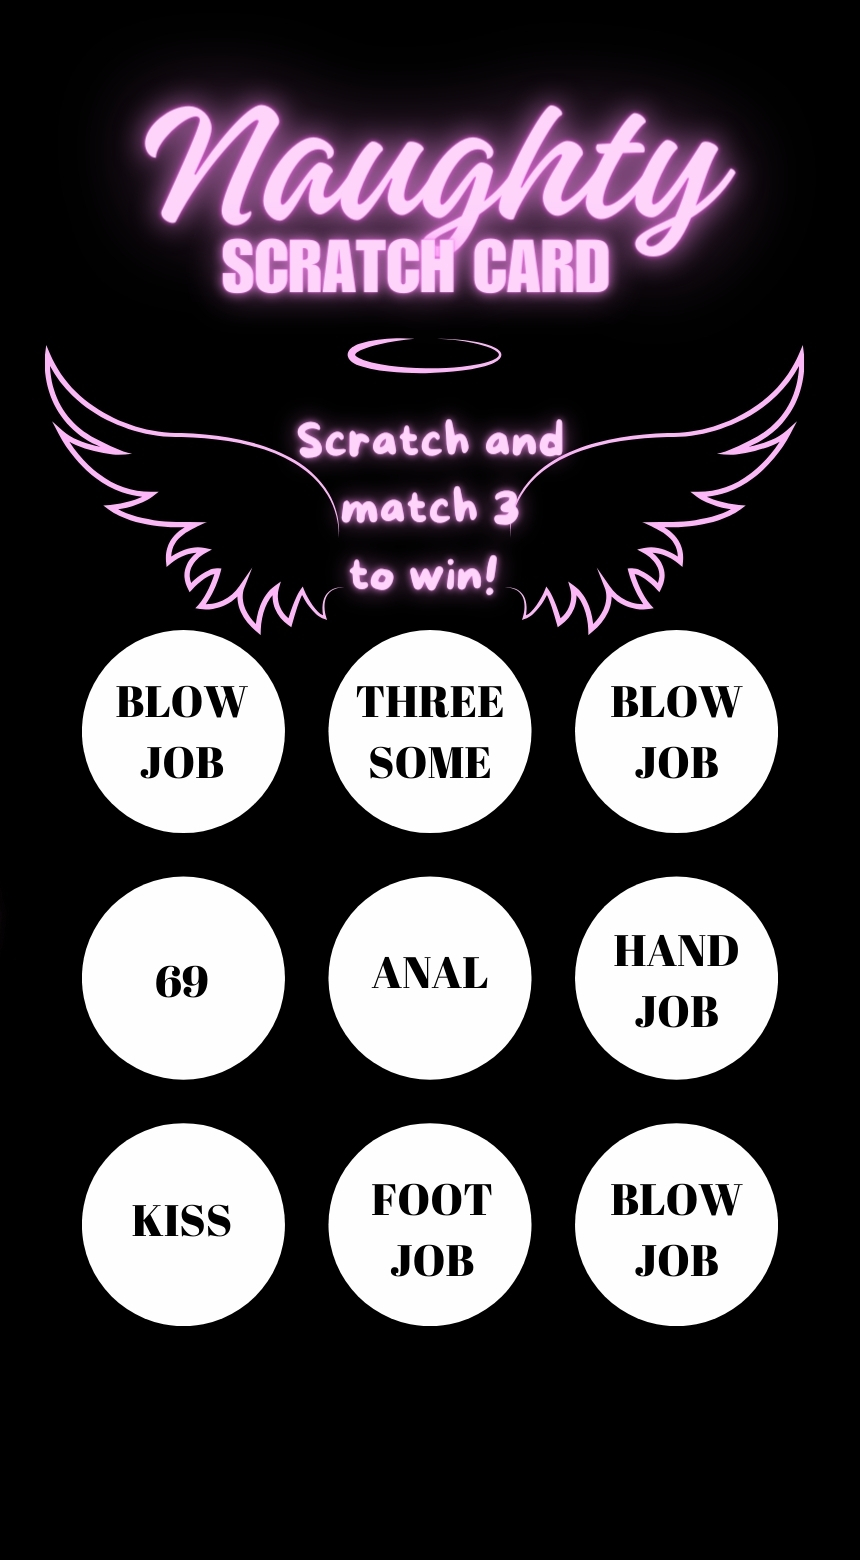 Naughty
SCRATCH CARD
Scratch and
match 3
to win!
BLOW
JOB
THREE
SOME
BLOW
JOB
69
ANAL
HAND
JOB
KISS
FOOT
JOB
BLOW
JOB